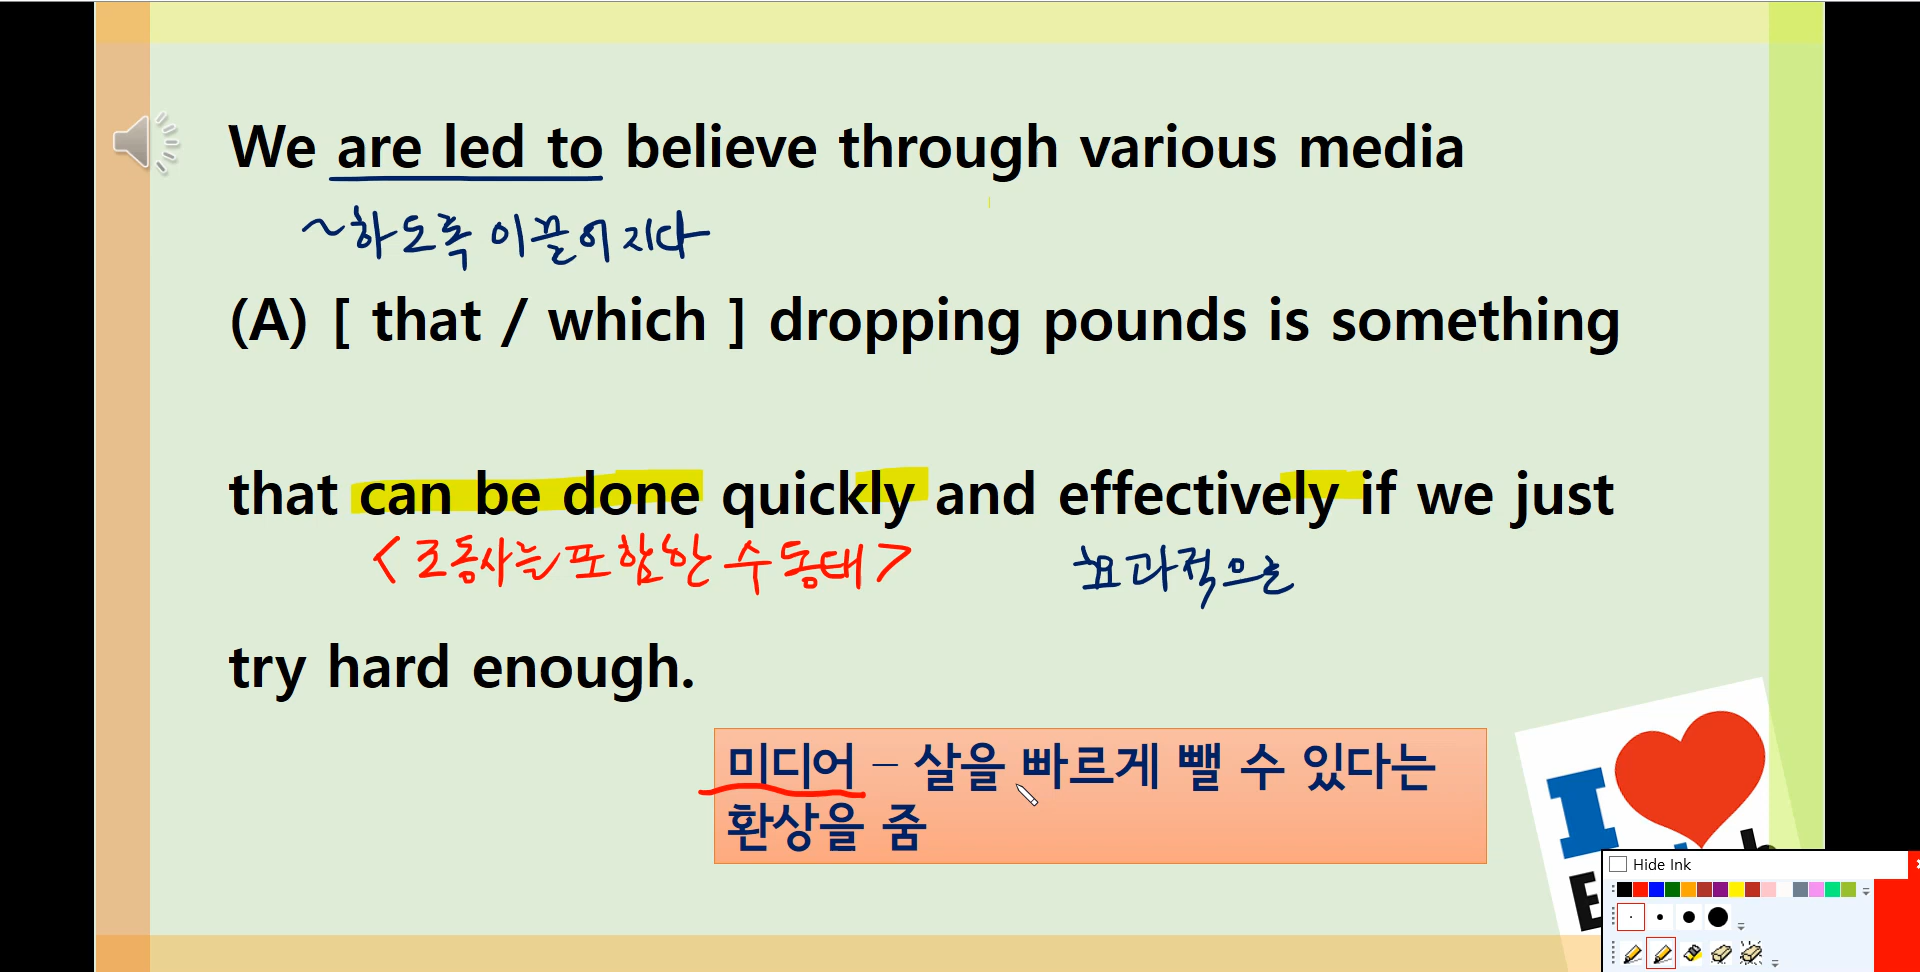 We are led to believe through various media
~하도록 이끌어지다
(A) [ that / which ] dropping pounds is something
that can be done quickly and effectively if we just
<조동사는 포함한 수동태>
효과적으로
try hard enough.
미디어 – 살을 빠르게 뺄 수 있다는
환상을 줌
I
Hide Ink